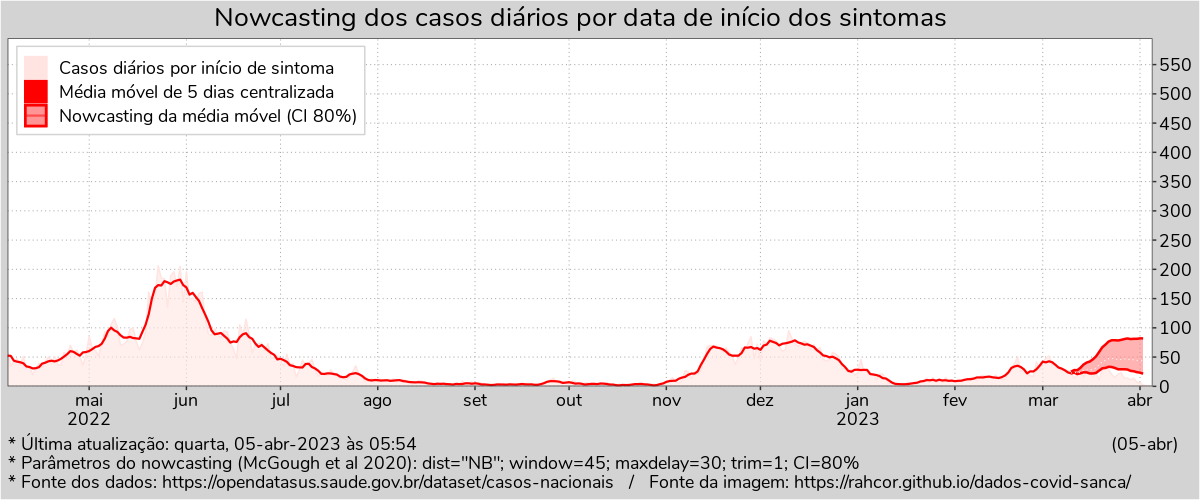 Nowcasting dos casos diários por data de início dos sintomas
Casos diários por início de sintoma
Média móvel de 5 dias centralizada
Nowcasting da média móvel (CI 80%)
550
500
450
400
350
300
250
200
150
100
50
0
mai jun jul ago set out nov dez jan fev mar abr
2022 2023
* Última atualização: quarta, 05-abr-2023 às 05:54 (05-abr)
* Parâmetros do nowcasting (McGough et al 2020): dist="NB"; window=45; maxdelay=30; trim=1; CI=80%
* Fonte dos dados: https://opendatasus.saude.gov.br/dataset/casos-nacionais / Fonte da imagem: https://rahcor.github.io/dados-covid-sanca/